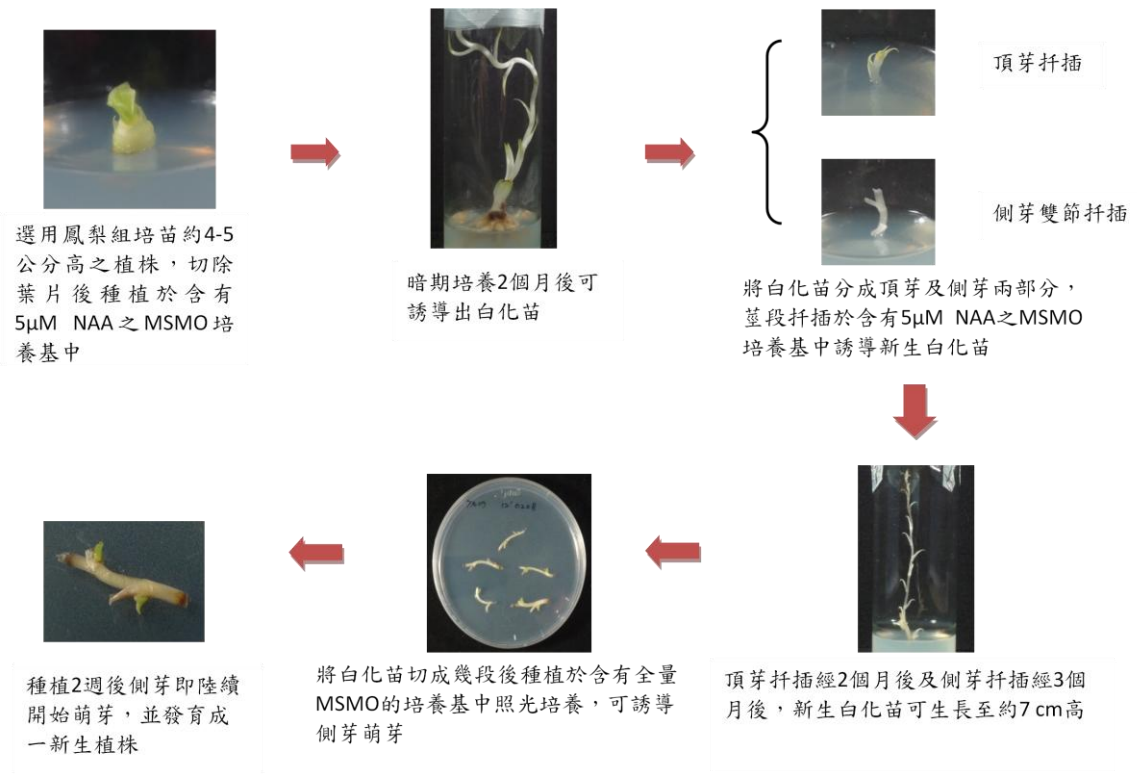 選用鳳梨組培苗約4-5
公分高之植株，切除
葉片後種植於含有
5μM NAA之MSMO培
養基中
暗期培養2個月後可
誘導出白化苗
頂芽扦插
側芽雙節扦插
將白化苗分成頂芽及側芽兩部分，
莖段扦插於含有5μM NAA之MSMO
培養基中誘導新生白化苗
頂芽扦插經2個月後及側芽扦插經3個
月後，新生白化苗可生長至約7 cm高
將白化苗切成幾段後種植於含有全量
MSMO的培養基中照光培養，可誘導
側芽萌芽
種植2週後側芽即陸續
開始萌芽，並發育成
一新生植株